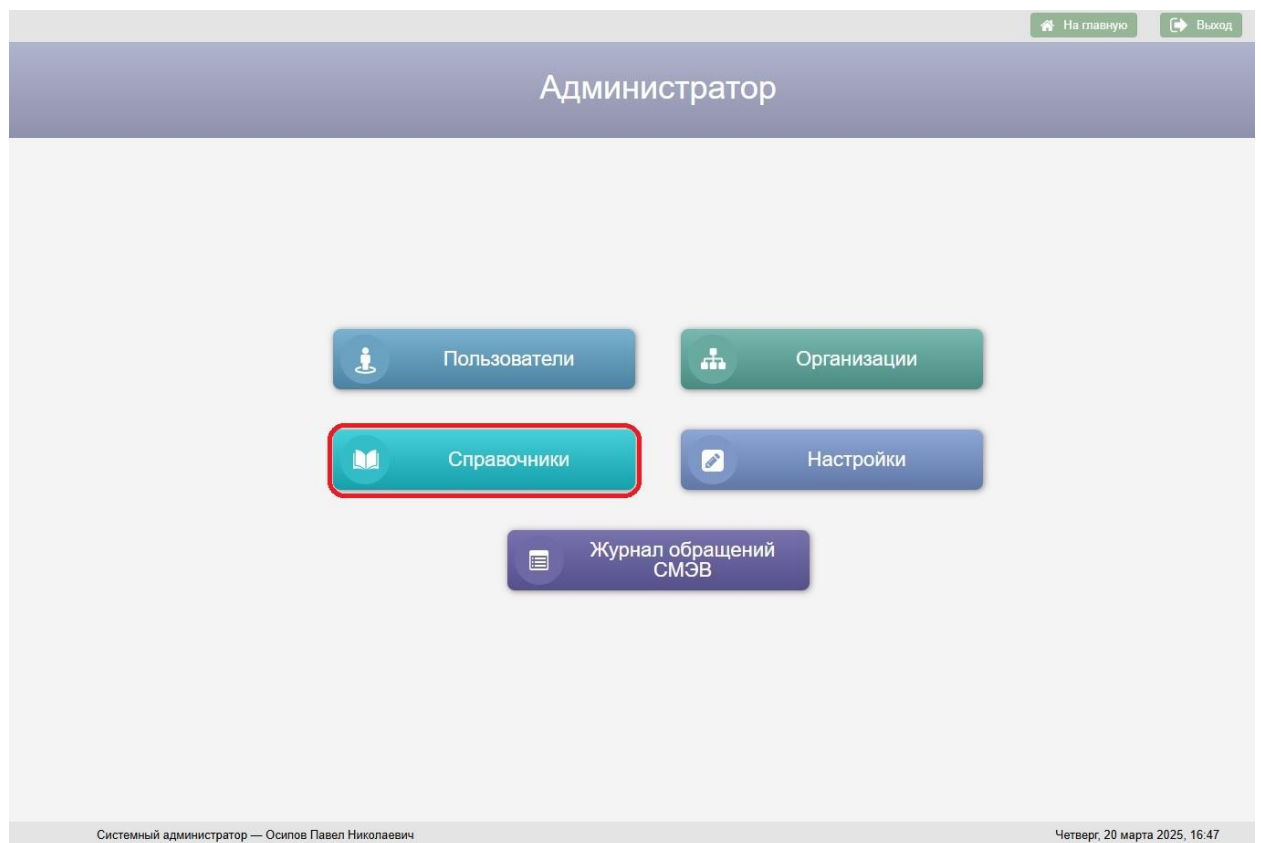 На главную
Выход
Администратор
Пользователи
Организации
Справочники
Настройки
Журнал обращений
СМЭВ
Системный администратор — Осипов Павел Николаевич
Четверг, 20 марта 2025, 16:47